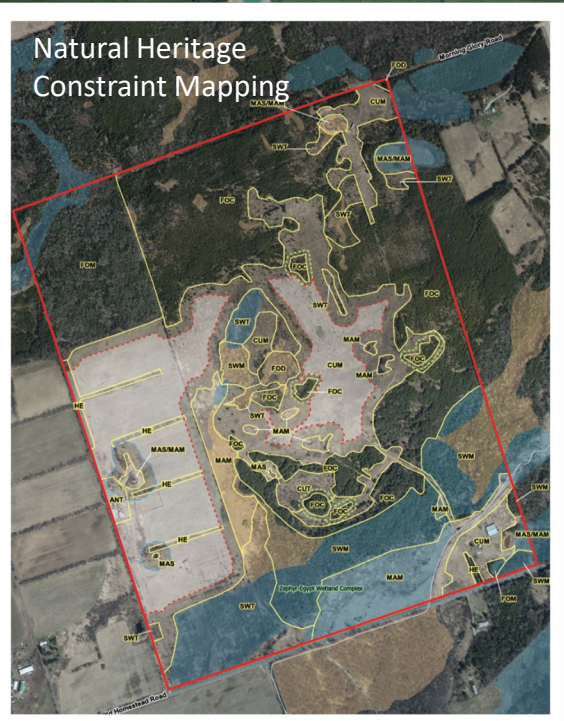 Natural Heritage
Constraint Mapping
Morning Glory Road
FOD
MAS/MAM
CUM
SWT
MAS/MAM
SWT
FOC
SWT
FOM
FOC
SWT
FOC
SWT
MAM
CUM
SWM
FOD
CUM
FOC
MAM
FOC
FOC
HE
SWT
HE
MAM
FOC
MAS/MAM
MAM
MAS
FOC
SWM
HE
CUT
FOC
SWM
ANT
FOC
FOC
MAM
HE
CUM
MAS/MAM
MAS
SWM
HE
MAM
SWM
Zephyr-Egypt Wetland Complex
FOM
SWT
SWT
Homestead Road